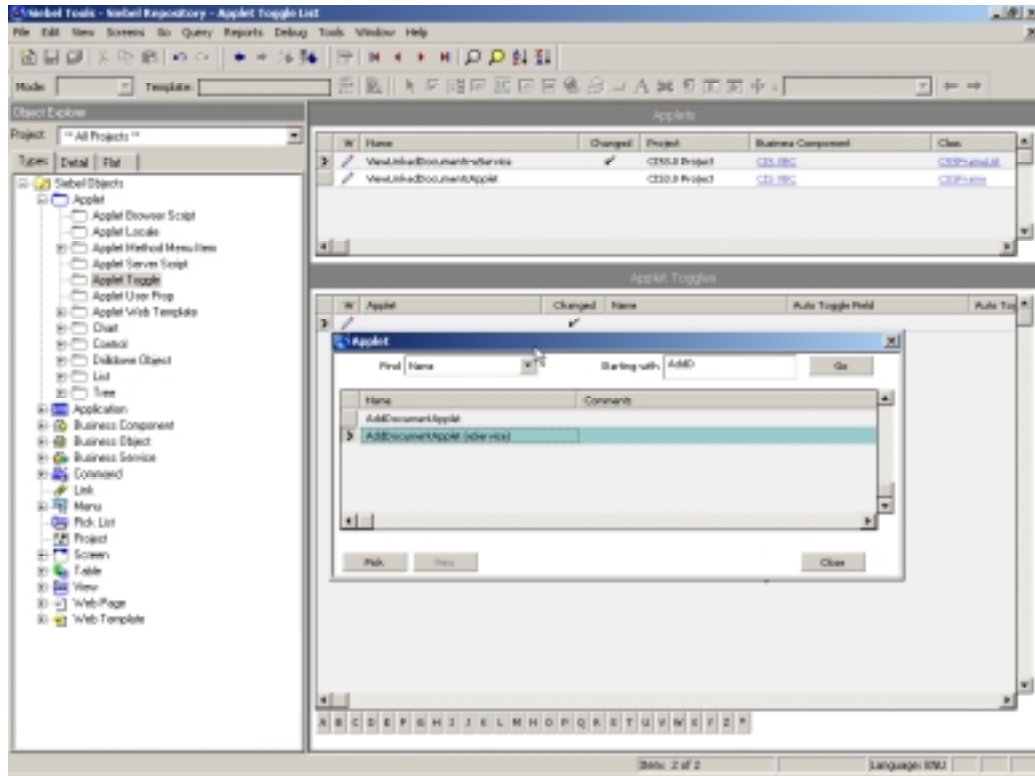 Siebel Tools - Siebel Repository - Applet Toggle List
File Edit View Screens Go Query Reports Debug Tools Window Help
Mode: Template:
Object Explorer
Project: ** All Projects **
Types Detail Flat
Siebel Objects
Applet
Applet Browser Script
Applet Locale
Applet Method Menu Item
Applet Server Script
Applet Toggle
Applet User Prop
Applet Web Template
Chart
Control
Drilldown Object
List
Tree
Application
Business Component
Business Object
Business Service
Command
Link
Menu
Pick List
Project
Screen
Table
View
Web Page
Web Template
Applets
W Name Changed Project Business Component Class
Applet Toggles
W Applet Changed Name Auto Toggle Field
Applet
Find Name Starting with AddD Go
Name Comments
AddDocumentApplet
AddDocumentApplet (eService)
Pick New Close
A B C D E F G H I J K L M N O P Q R S T U V W X Y Z *
Item: 2 of 2 Language: ENU